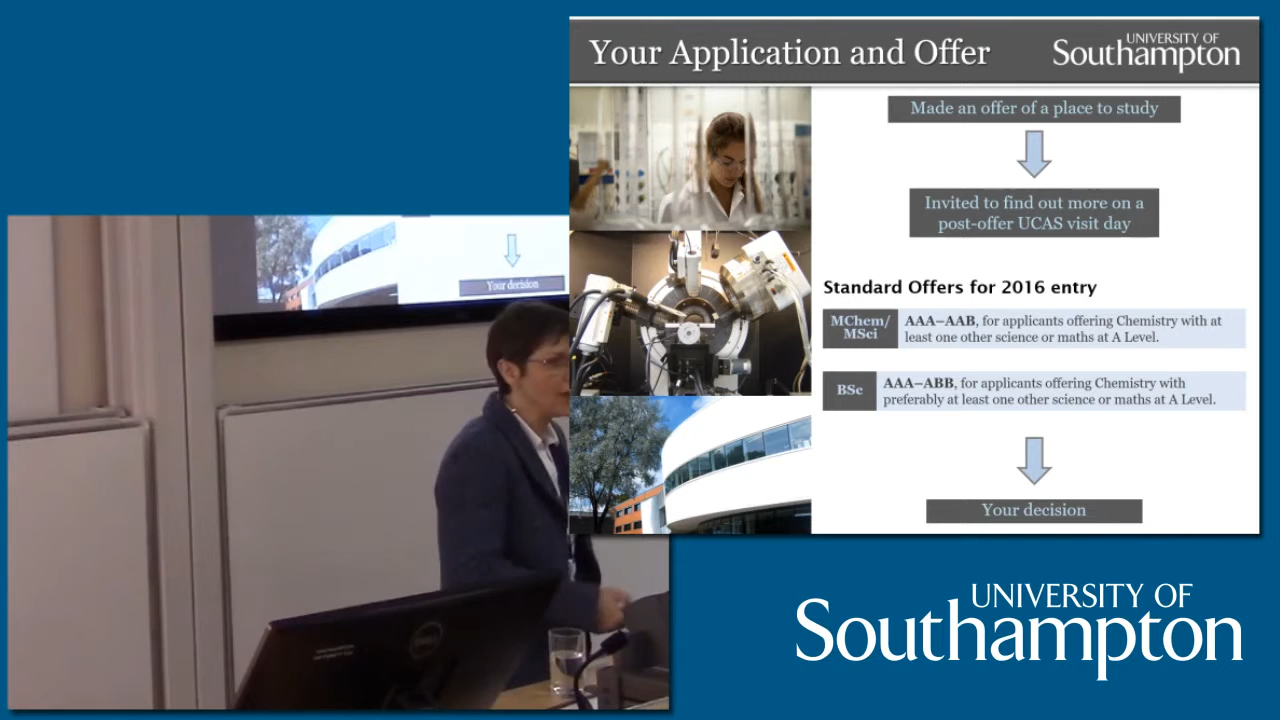 Your Application and Offer
UNIVERSITY OF
Southampton
Made an offer of a place to study
Invited to find out more on a
post-offer UCAS visit day
Standard Offers for 2016 entry
MChem/
MSci
AAA–AAB, for applicants offering Chemistry with at
least one other science or maths at A Level.
BSc
AAA–ABB, for applicants offering Chemistry with
preferably at least one other science or maths at A Level.
Your decision
Your decision
DELL
UNIVERSITY OF
Southampton